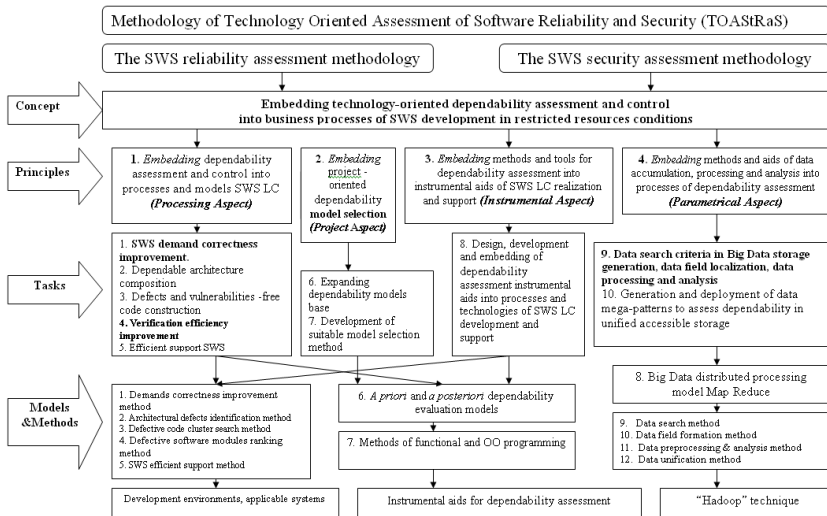 Methodology of Technology Oriented Assessment of Software Reliability and Security (TOAStRaS)
The SWS reliability assessment methodology
The SWS security assessment methodology
Concept
Embedding technology-oriented dependability assessment and control
into business processes of SWS development in restricted resources conditions
Principles
1. Embedding dependability
assessment and control into
processes and models SWS LC
(Processing Aspect)
2. Embedding
project -
oriented
dependability
model selection
(Project Aspect)
3. Embedding methods and tools for
dependability assessment into
instrumental aids of SWS LC realization
and support (Instrumental Aspect)
4. Embedding methods and aids of data
accumulation, processing and analysis into
processes of dependability assessment
(Parametrical Aspect)
Tasks
1. SWS demand correctness
improvement.
2. Dependable architecture
composition
3. Defects and vulnerabilities -free
code construction
4. Verification efficiency
improvement
5. Efficient support SWS
6. Expanding
dependability models
base
7. Development of
suitable model selection
method
8. Design, development
and embedding of
dependability
assessment instrumental
aids into processes and
technologies of SWS LC
development and
support
9. Data search criteria in Big Data storage
generation, data field localization, data
processing and analysis
10. Generation and deployment of data
mega-patterns to assess dependability in
unified accessible storage
Models
&Methods
1. Demands correctness improvement
method
2. Architectural defects identification method
3. Defective code cluster search method
4. Defective software modules ranking
method
5. SWS efficient support method
6. A priori and a posteriori dependability
evaluation models
7. Methods of functional and OO programming
8. Big Data distributed processing
model Map Reduce
9. Data search method
10. Data field formation method
11. Data preprocessing & analysis method
12. Data unification method
Development environments, applicable systems
Instrumental aids for dependability assessment
“Hadoop” technique